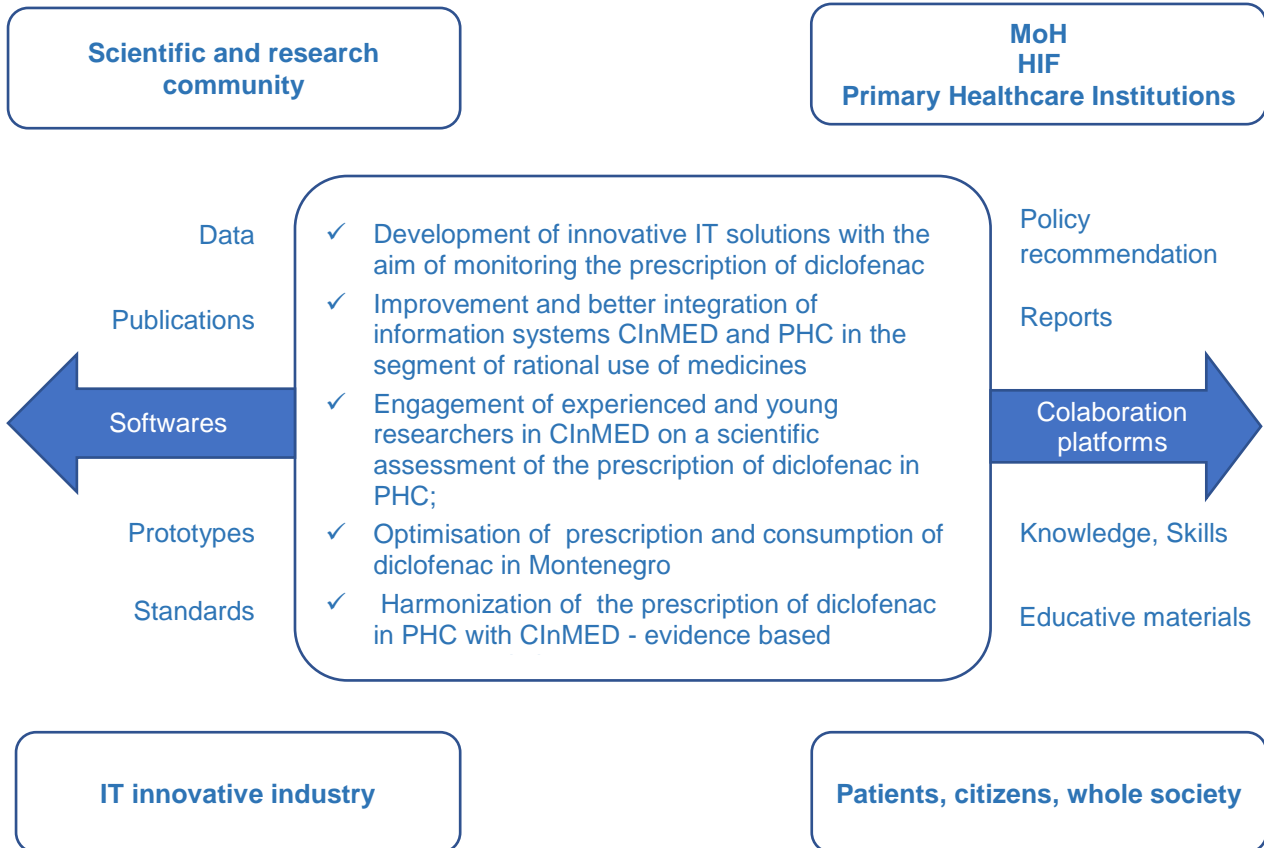 Scientific and research
community
MoH
HIF
Primary Healthcare Institutions
Data
Publications
Softwares
Prototypes
Standards
✓ Development of innovative IT solutions with the
aim of monitoring the prescription of diclofenac
✓ Improvement and better integration of
information systems CInMED and PHC in the
segment of rational use of medicines
✓ Engagement of experienced and young
researchers in CInMED on a scientific
assessment of the prescription of diclofenac in
PHC;
✓ Optimisation of prescription and consumption of
diclofenac in Montenegro
✓ Harmonization of the prescription of diclofenac
in PHC with CInMED - evidence based
Policy
recommendation
Reports
Colaboration
platforms
Knowledge, Skills
Educative materials
IT innovative industry
Patients, citizens, whole society